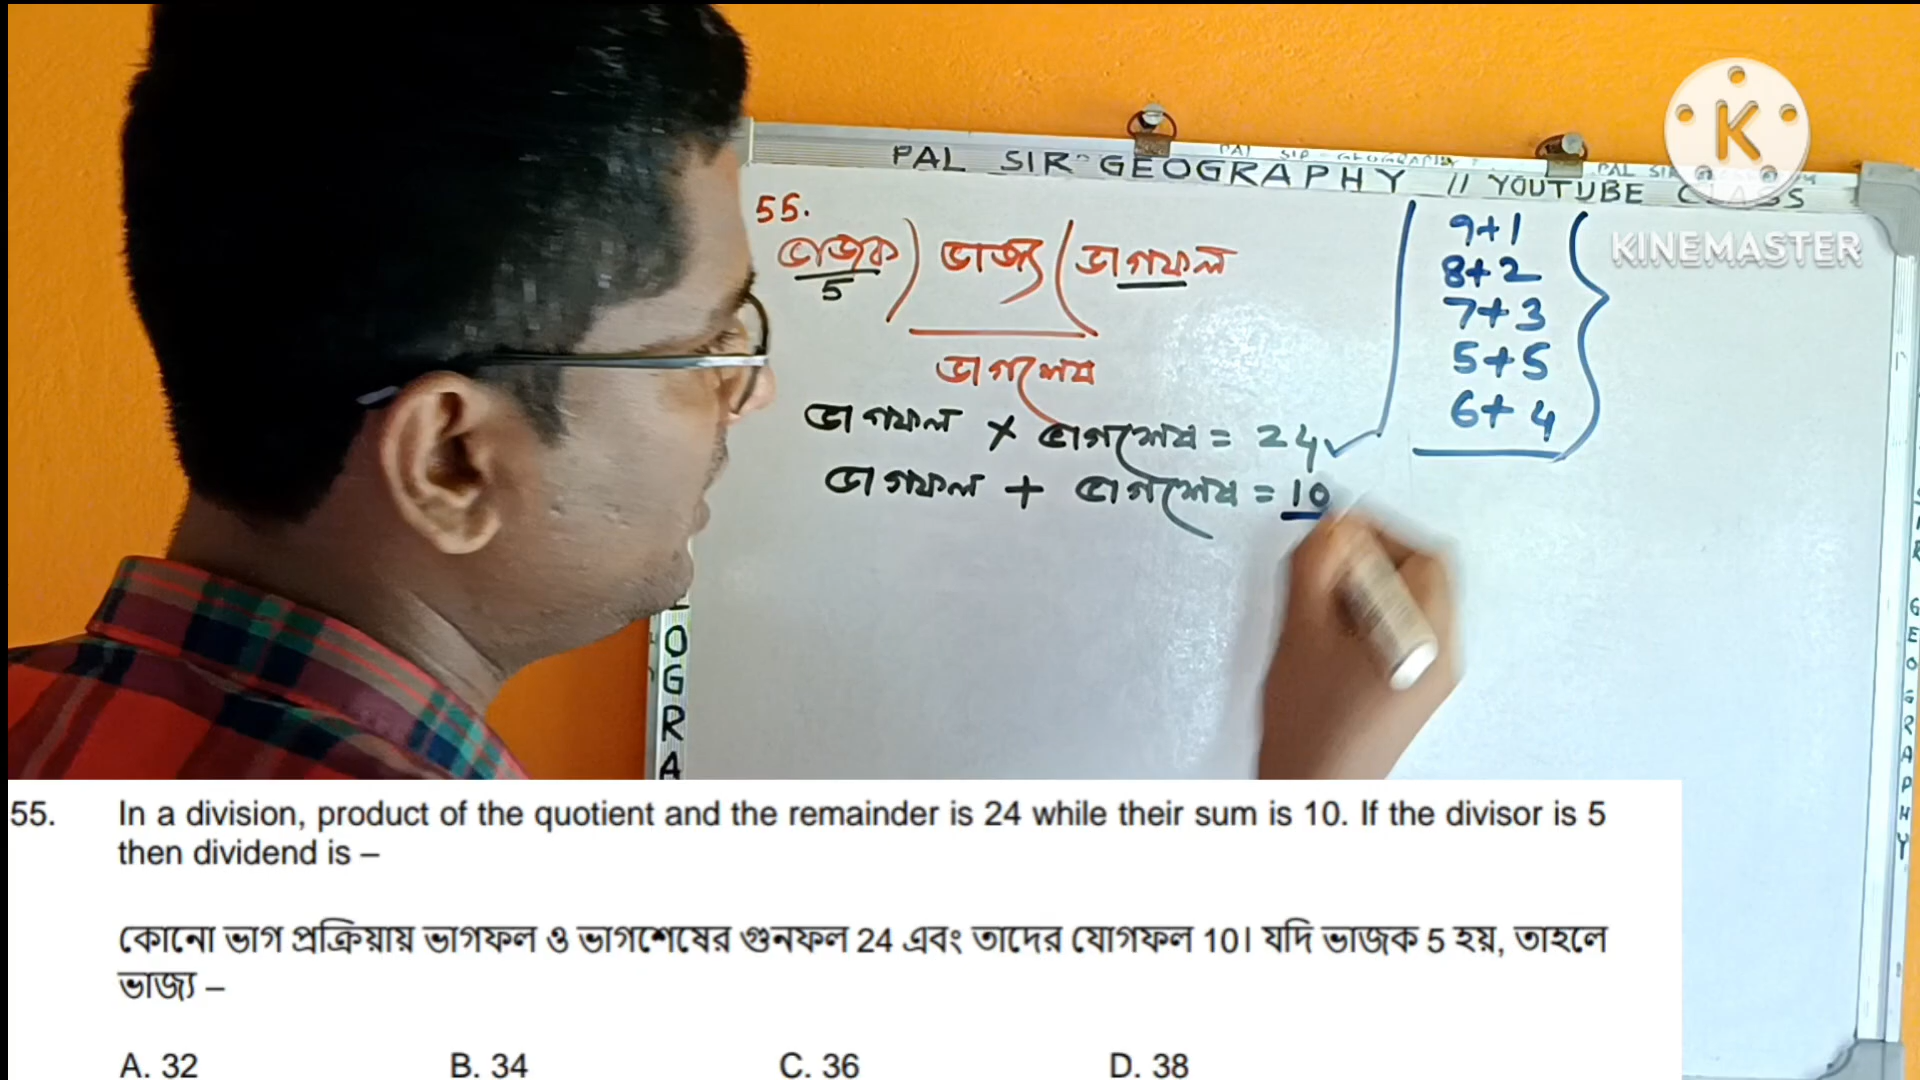 PAL SIR GEOGRAPHY // YOUTUBE CLASS
K
KINEMASTER
55.
ভাজক) ভাজ্য (ভাগফল
5
ভাগশেষ
ভাগফল × ভাগশেষ = 24
ভাগফল + ভাগশেষ = 10
9+1
8+2
7+3
5+5
6+4
OGRA
GEOGRAPHY
55. In a division, product of the quotient and the remainder is 24 while their sum is 10. If the divisor is 5
then dividend is –
কোনো ভাগ প্রক্রিয়ায় ভাগফল ও ভাগশেষের গুনফল 24 এবং তাদের যোগফল 10। যদি ভাজক 5 হয়, তাহলে
ভাজ্য –
A. 32 B. 34 C. 36 D. 38